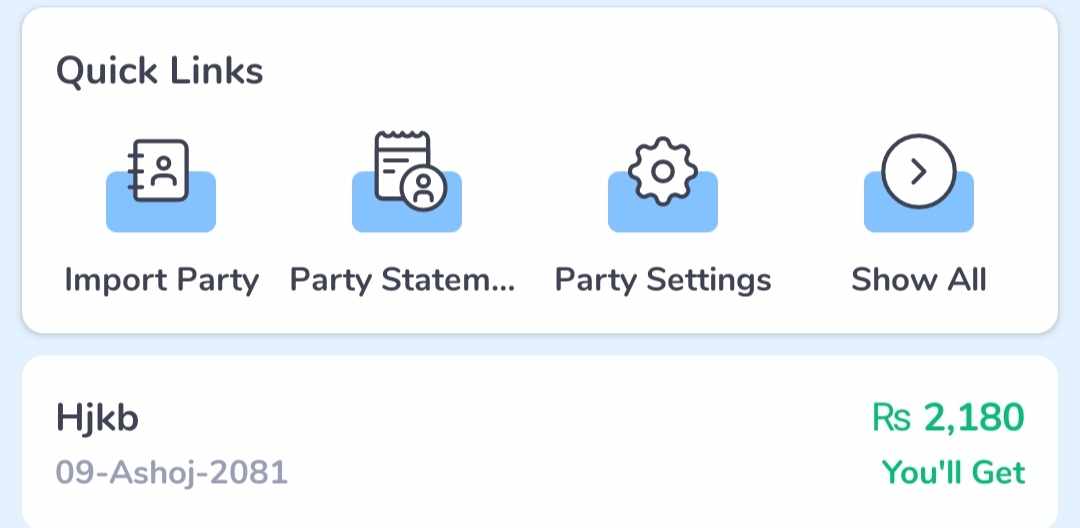 Quick Links
Import Party
Party Statem...
Party Settings
Show All
Hjkb
₨ 2,180
09-Ashoj-2081
You'll Get